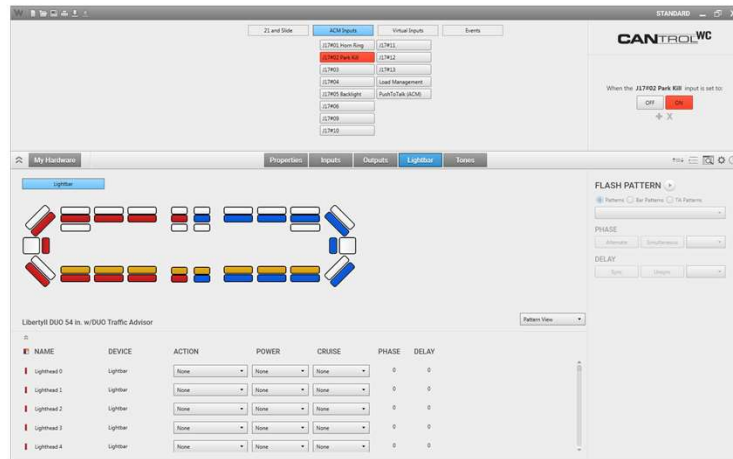 W STANDARD
21 and Slide ACM Inputs Virtual Inputs Events
J17#01 Horn Ring J17#11
J17#02 Park Kill J17#12
J17#03 J17#13
J17#04 Load Management
J17#05 Backlight PushToTalk (ACM)
J17#08
J17#09
J17#10
CANTROL WC
When the J17#02 Park Kill input is set to:
OFF ON
My Hardware Properties Inputs Outputs Lightbar Tones
Lightbar
FLASH PATTERN
Patterns Bar Patterns TA Patterns
PHASE
Alternate Simultaneous
DELAY
Sync Unsync
LibertyII DUO 54 in. w/DUO Traffic Advisor Pattern View
NAME DEVICE ACTION POWER CRUISE PHASE DELAY
Lighthead 0 Lightbar None None None 0 0
Lighthead 1 Lightbar None None None 0 0
Lighthead 2 Lightbar None None None 0 0
Lighthead 3 Lightbar None None None 0 0
Lighthead 4 Lightbar None None None 0 0